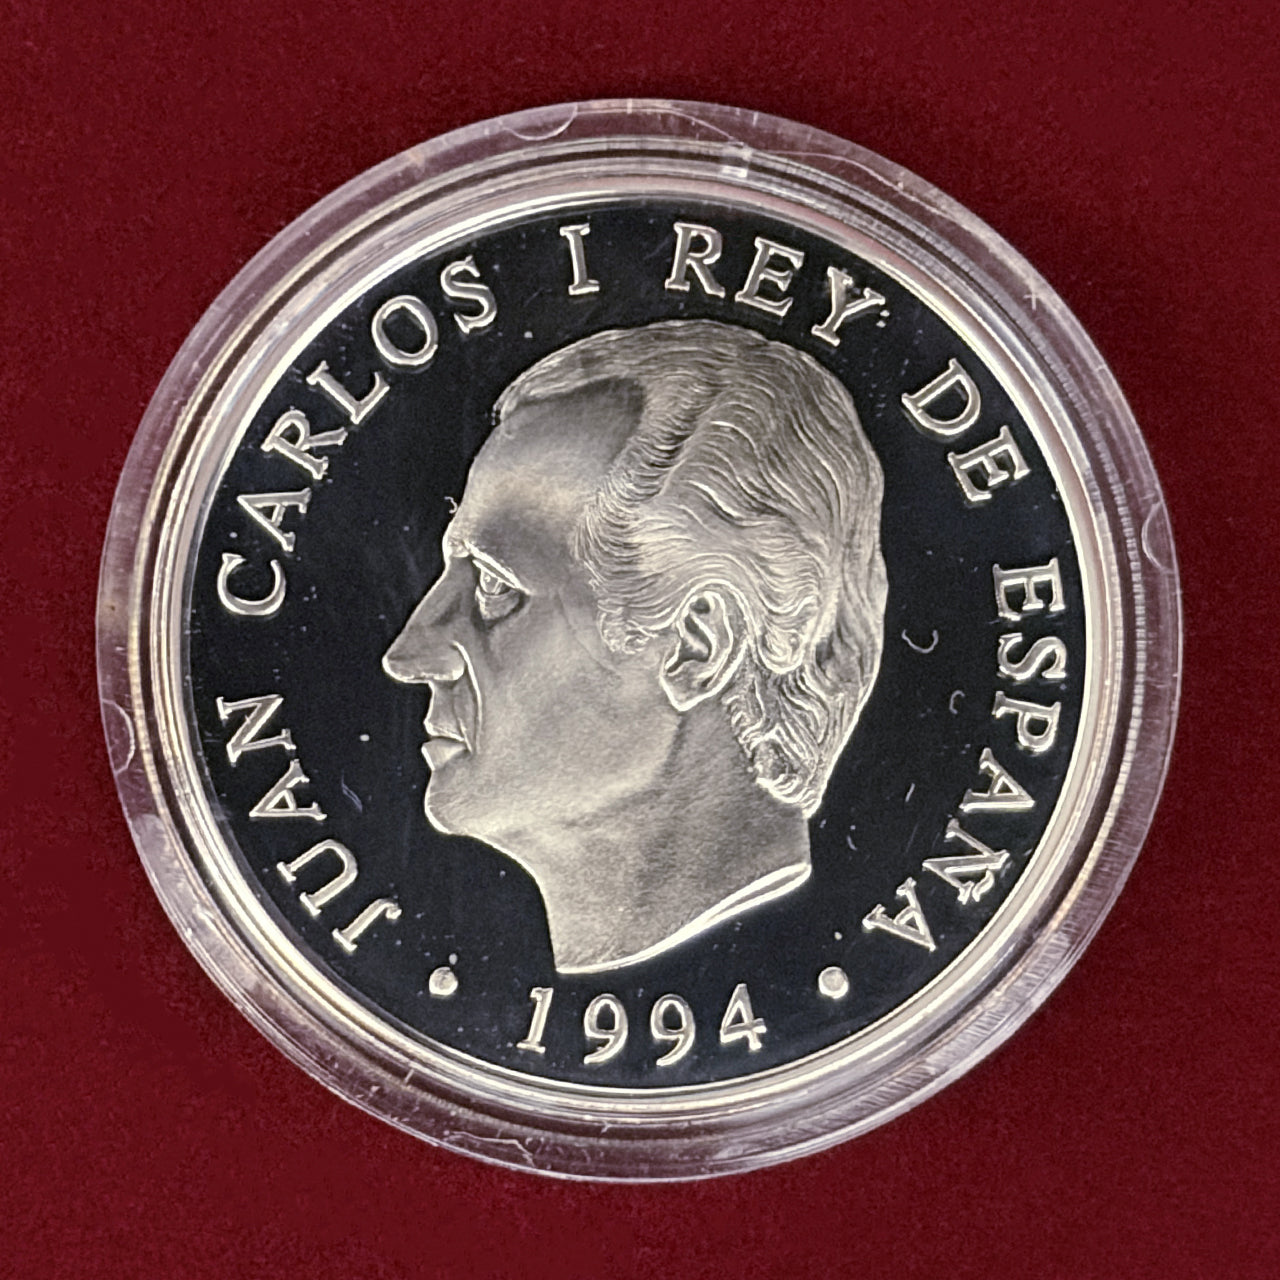 JUAN CARLOS I REY DE ESPAÑA
• 1994 •